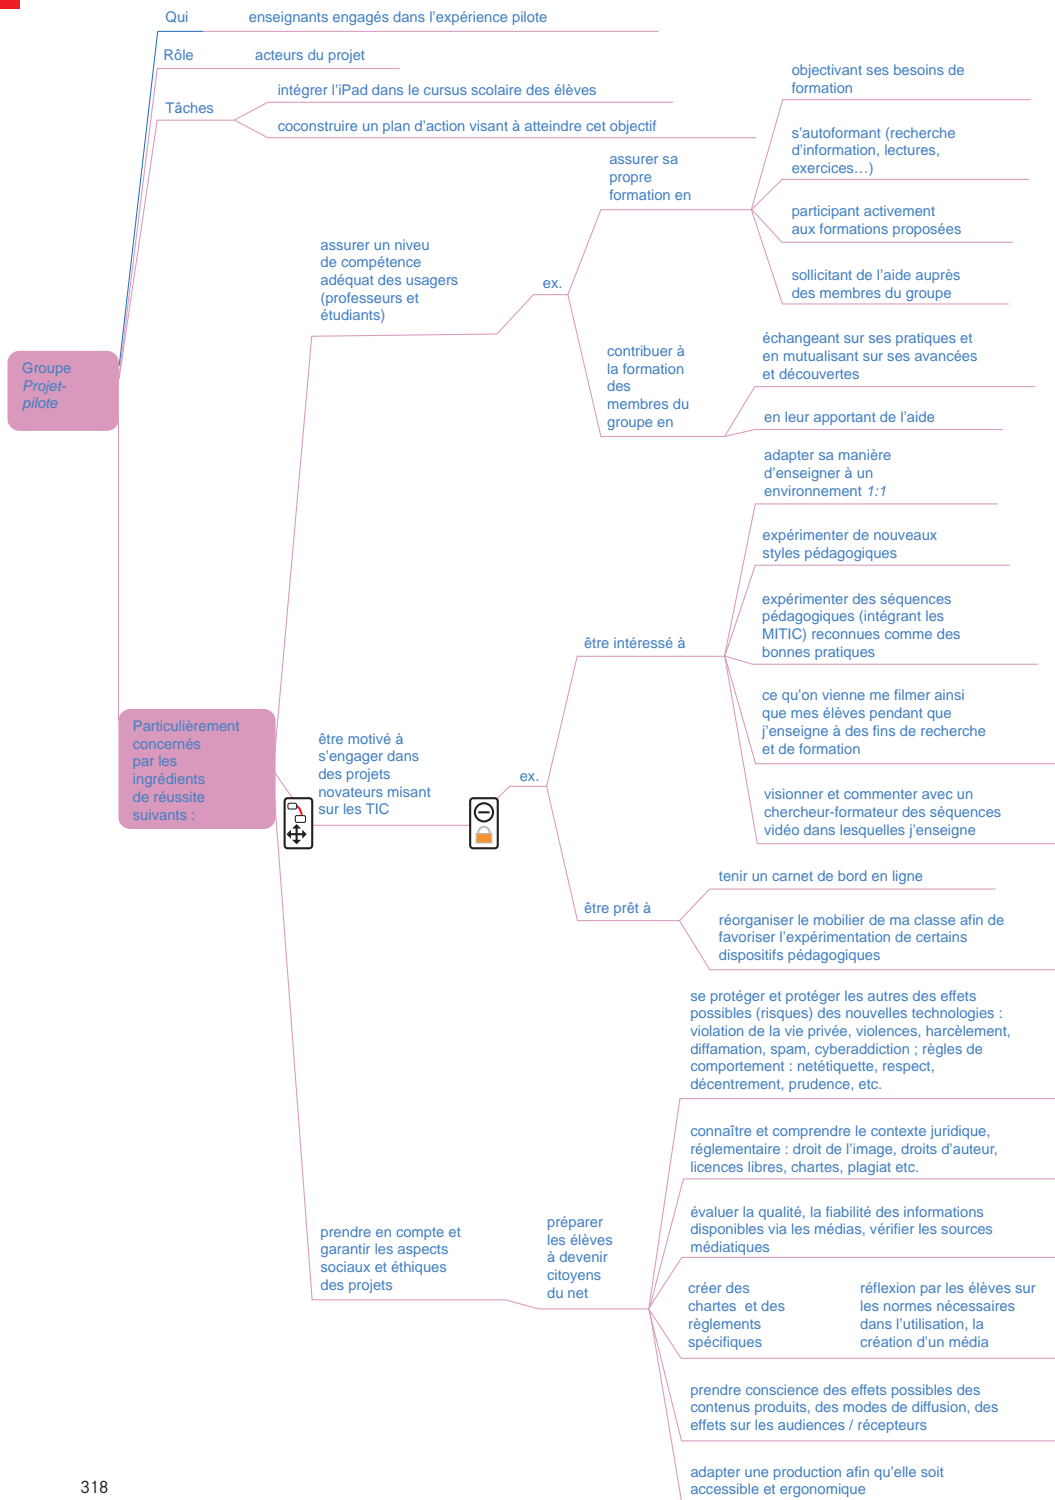 Qui
enseignants engagés dans l’expérience pilote
Rôle
acteurs du projet
Tâches
intégrer l’iPad dans le cursus scolaire des élèves
coconstruire un plan d’action visant à atteindre cet objectif
Groupe
Projet-
pilote
Particulièrement
concernés
par les
ingrédients
de réussite
suivants :
assurer un niveu
de compétence
adéquat des usagers
(professeurs et
étudiants)
ex.
assurer sa
propre
formation en
objectivant ses besoins de
formation
s’autoformant (recherche
d’information, lectures,
exercices…)
participant activement
aux formations proposées
sollicitant de l’aide auprès
des membres du groupe
contribuer à
la formation
des
membres du
groupe en
échangeant sur ses pratiques et
en mutualisant sur ses avancées
et découvertes
en leur apportant de l’aide
être motivé à
s’engager dans
des projets
novateurs misant
sur les TIC
ex.
être intéressé à
adapter sa manière
d’enseigner à un
environnement 1:1
expérimenter de nouveaux
styles pédagogiques
expérimenter des séquences
pédagogiques (intégrant les
MITIC) reconnues comme des
bonnes pratiques
ce qu’on vienne me filmer ainsi
que mes élèves pendant que
j’enseigne à des fins de recherche
et de formation
visionner et commenter avec un
chercheur-formateur des séquences
vidéo dans lesquelles j’enseigne
être prêt à
tenir un carnet de bord en ligne
réorganiser le mobilier de ma classe afin de
favoriser l’expérimentation de certains
dispositifs pédagogiques
prendre en compte et
garantir les aspects
sociaux et éthiques
des projets
préparer
les élèves
à devenir
citoyens
du net
se protéger et protéger les autres des effets
possibles (risques) des nouvelles technologies :
violation de la vie privée, violences, harcèlement,
diffamation, spam, cyberaddiction ; règles de
comportement : netétiquette, respect,
décentrement, prudence, etc.
connaître et comprendre le contexte juridique,
réglementaire : droit de l’image, droits d’auteur,
licences libres, chartes, plagiat etc.
évaluer la qualité, la fiabilité des informations
disponibles via les médias, vérifier les sources
médiatiques
créer des
chartes et des
règlements
spécifiques
réflexion par les élèves sur
les normes nécessaires
dans l’utilisation, la
création d’un média
prendre conscience des effets possibles des
contenus produits, des modes de diffusion, des
effets sur les audiences / récepteurs
adapter une production afin qu’elle soit
accessible et ergonomique
318